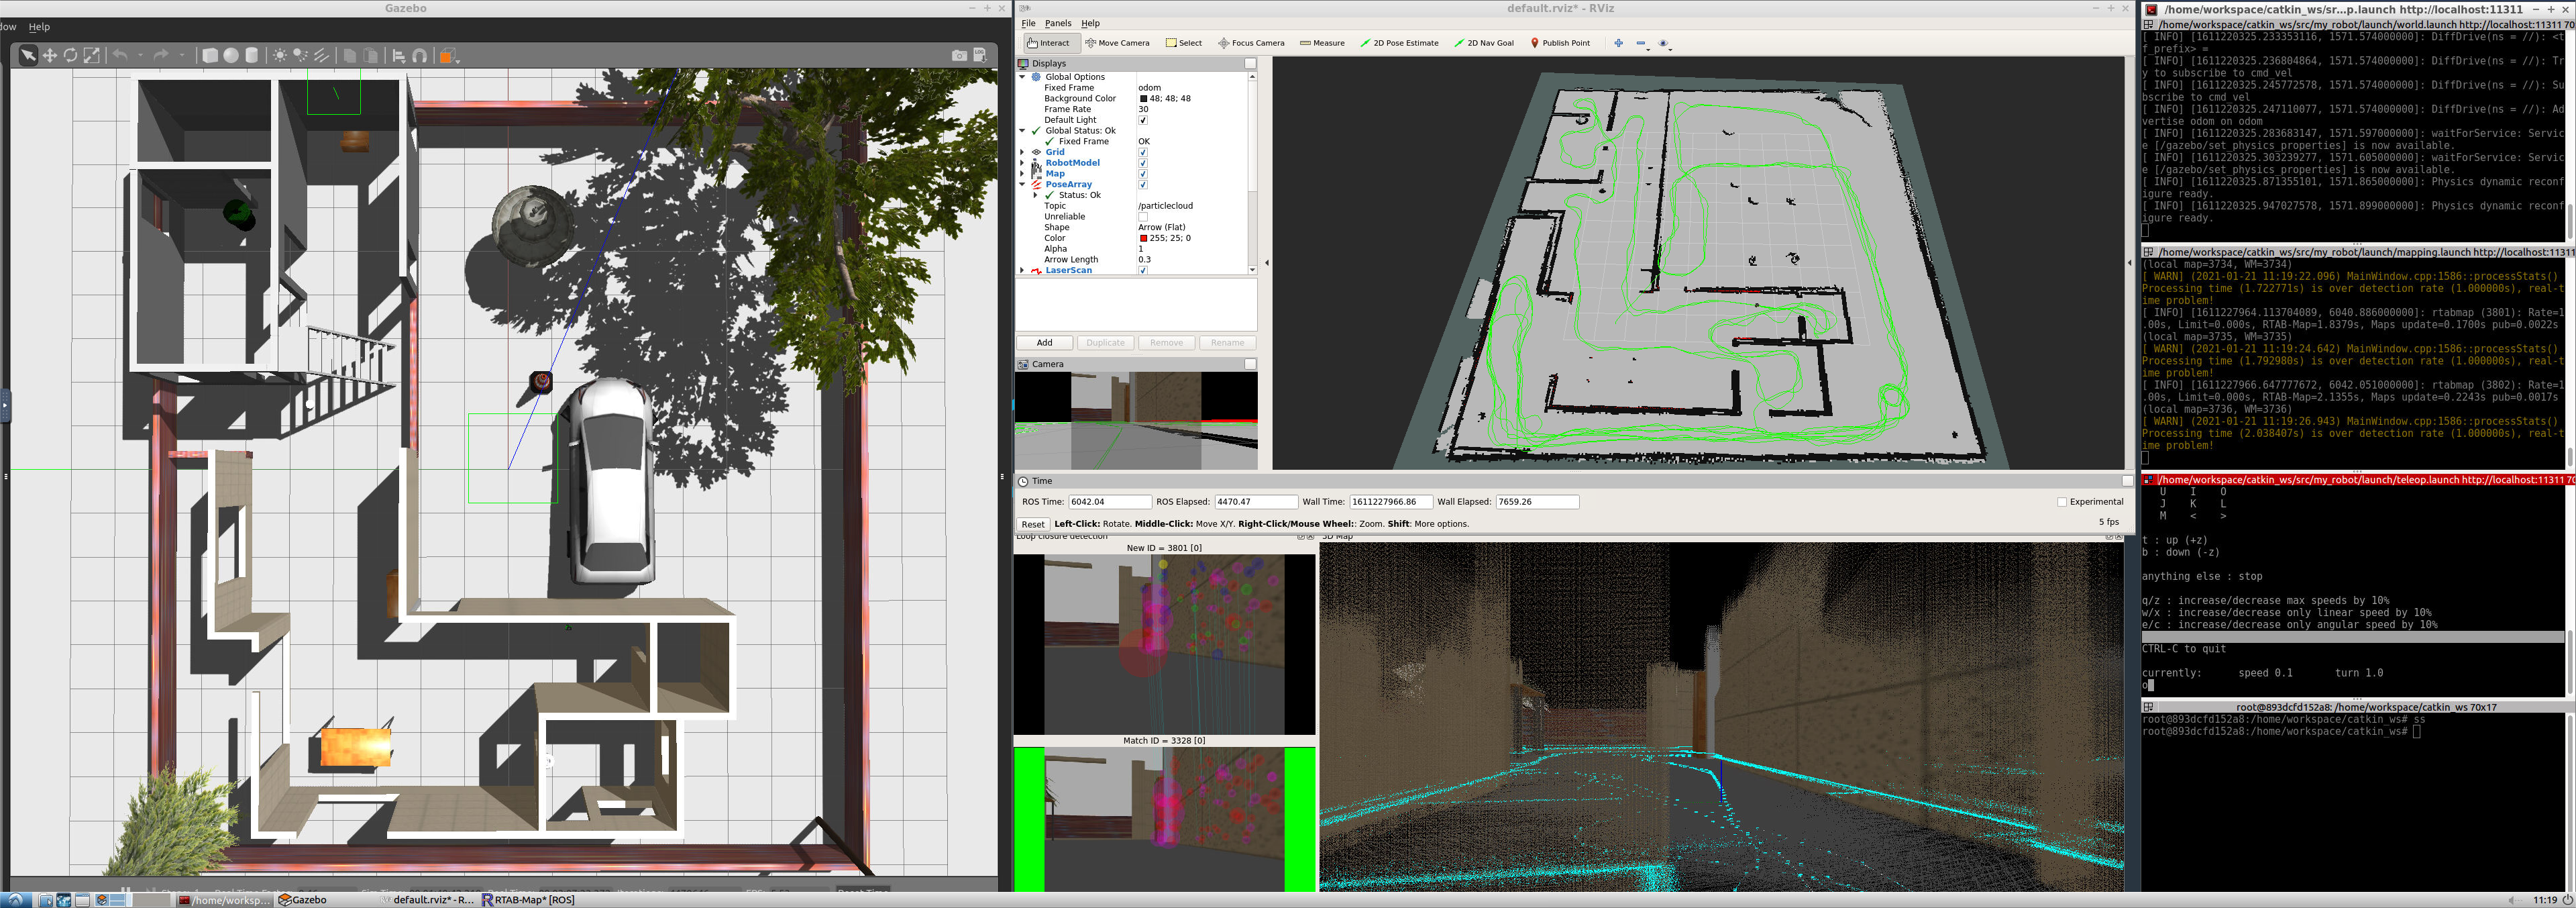 Gazebo
dow Help
default.rviz* - RViz
File Panels Help
Interact Move Camera Select Focus Camera Measure 2D Pose Estimate 2D Nav Goal Publish Point
Displays
Global Options
Fixed Frame odom
Background Color 48; 48; 48
Frame Rate 30
Default Light ✓
Global Status: Ok
Fixed Frame OK
Grid
RobotModel
Map
PoseArray
Status: Ok
Topic /particlecloud
Unreliable
Shape Arrow (Flat)
Color 255; 25; 0
Alpha 1
Arrow Length 0.3
LaserScan
Add Duplicate Remove Rename
Camera
Time
ROS Time: 6042.04 ROS Elapsed: 4470.47 Wall Time: 1611227966.86 Wall Elapsed: 7659.26 Experimental
Reset Left-Click: Rotate. Middle-Click: Move X/Y. Right-Click/Mouse Wheel:: Zoom. Shift: More options. 5 fps
Loop closure detection
New ID = 3801 [0]
Match ID = 3328 [0]
3D Map
/home/workspace/catkin_ws/sr...p.launch http://localhost:11311
/home/workspace/catkin_ws/src/my_robot/launch/world.launch http://localhost:11311 70
[ INFO] [1611220325.233353116, 1571.574000000]: DiffDrive(ns = //): <t
f_prefix> =
[ INFO] [1611220325.236804864, 1571.574000000]: DiffDrive(ns = //): Tr
y to subscribe to cmd_vel
[ INFO] [1611220325.245772578, 1571.574000000]: DiffDrive(ns = //): Su
bscribe to cmd_vel
[ INFO] [1611220325.247110077, 1571.574000000]: DiffDrive(ns = //): Ad
vertise odom on odom
[ INFO] [1611220325.283683147, 1571.597000000]: waitForService: Servic
e [/gazebo/set_physics_properties] is now available.
[ INFO] [1611220325.303239277, 1571.605000000]: waitForService: Servic
e [/gazebo/set_physics_properties] is now available.
[ INFO] [1611220325.871355101, 1571.865000000]: Physics dynamic reconf
igure ready.
[ INFO] [1611220325.947027578, 1571.899000000]: Physics dynamic reconf
igure ready.
/home/workspace/catkin_ws/src/my_robot/launch/mapping.launch http://localhost:11311
(local map=3734, WM=3734)
[ WARN] (2021-01-21 11:19:22.096) MainWindow.cpp:1586::processStats()
Processing time (1.722771s) is over detection rate (1.000000s), real-t
ime problem!
[ INFO] [1611227964.113704089, 6040.886000000]: rtabmap (3801): Rate=1
.00s, Limit=0.000s, RTAB-Map=1.8379s, Maps update=0.1700s pub=0.0022s
(local map=3735, WM=3735)
[ WARN] (2021-01-21 11:19:24.642) MainWindow.cpp:1586::processStats()
Processing time (1.792980s) is over detection rate (1.000000s), real-t
ime problem!
[ INFO] [1611227966.647777672, 6042.051000000]: rtabmap (3802): Rate=1
.00s, Limit=0.000s, RTAB-Map=2.1355s, Maps update=0.2243s pub=0.0017s
(local map=3736, WM=3736)
[ WARN] (2021-01-21 11:19:26.943) MainWindow.cpp:1586::processStats()
Processing time (2.038407s) is over detection rate (1.000000s), real-t
ime problem!
/home/workspace/catkin_ws/src/my_robot/launch/teleop.launch http://localhost:11311 70
U I O
J K L
M < >
t : up (+z)
b : down (-z)
anything else : stop
q/z : increase/decrease max speeds by 10%
w/x : increase/decrease only linear speed by 10%
e/c : increase/decrease only angular speed by 10%
CTRL-C to quit
currently: speed 0.1 turn 1.0
o
root@893dcfd152a8: /home/workspace/catkin_ws 70x17
root@893dcfd152a8:/home/workspace/catkin_ws# ss
root@893dcfd152a8:/home/workspace/catkin_ws#
/home/worksp... Gazebo default.rviz* - R... RTAB-Map* [ROS] 11:19